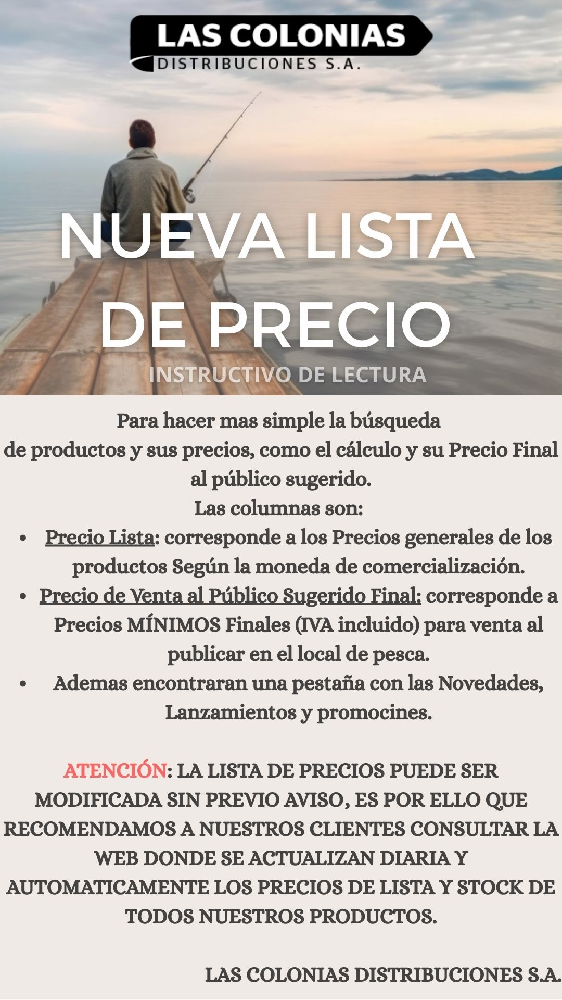 LAS COLONIAS
DISTRIBUCIONES S.A.
NUEVA LISTA
DE PRECIO
INSTRUCTIVO DE LECTURA
Para hacer mas simple la búsqueda
de productos y sus precios, como el cálculo y su Precio Final
al público sugerido.
Las columnas son:
• Precio Lista: corresponde a los Precios generales de los
productos Según la moneda de comercialización.
• Precio de Venta al Público Sugerido Final: corresponde a
Precios MÍNIMOS Finales (IVA incluido) para venta al
publicar en el local de pesca.
• Ademas encontraran una pestaña con las Novedades,
Lanzamientos y promocines.
ATENCIÓN: LA LISTA DE PRECIOS PUEDE SER
MODIFICADA SIN PREVIO AVISO, ES POR ELLO QUE
RECOMENDAMOS A NUESTROS CLIENTES CONSULTAR LA
WEB DONDE SE ACTUALIZAN DIARIA Y
AUTOMATICAMENTE LOS PRECIOS DE LISTA Y STOCK DE
TODOS NUESTROS PRODUCTOS.
LAS COLONIAS DISTRIBUCIONES S.A.